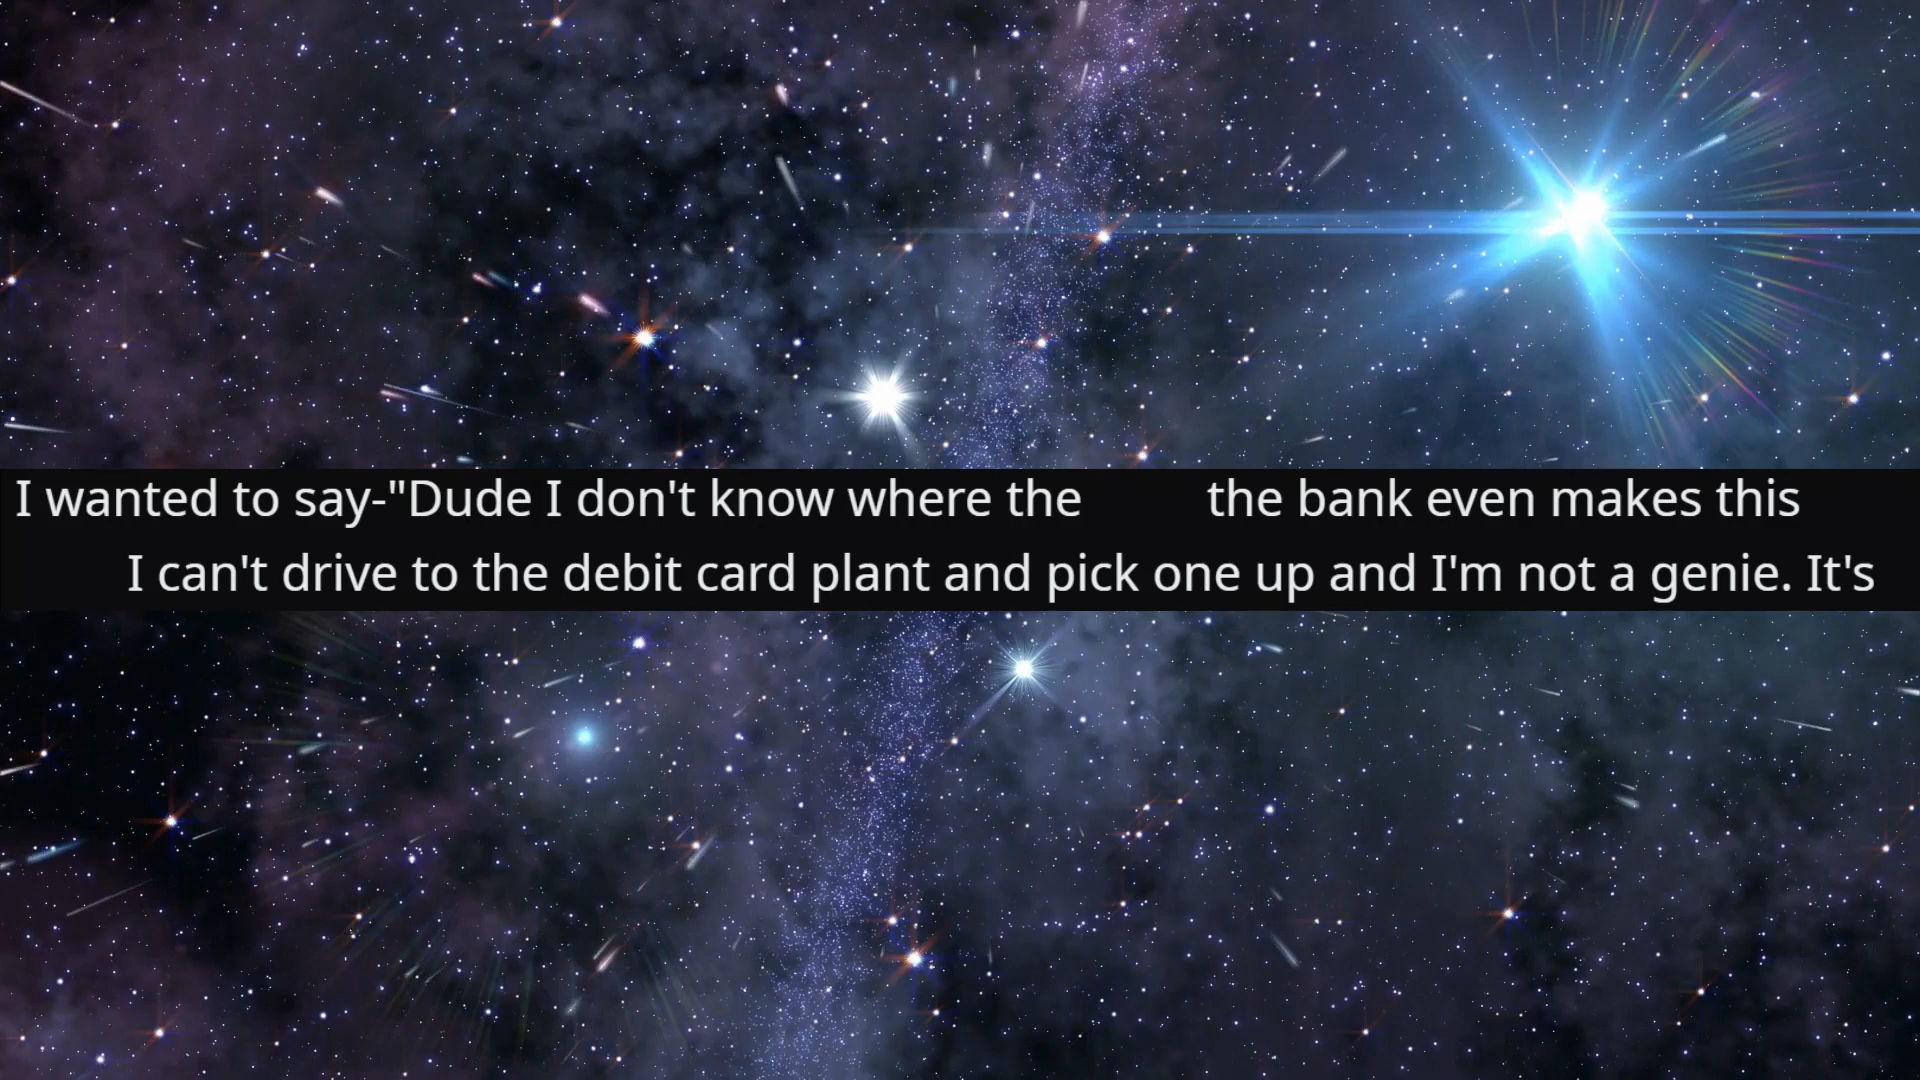 I wanted to say-"Dude I don't know where the the bank even makes this
I can't drive to the debit card plant and pick one up and I'm not a genie. It's